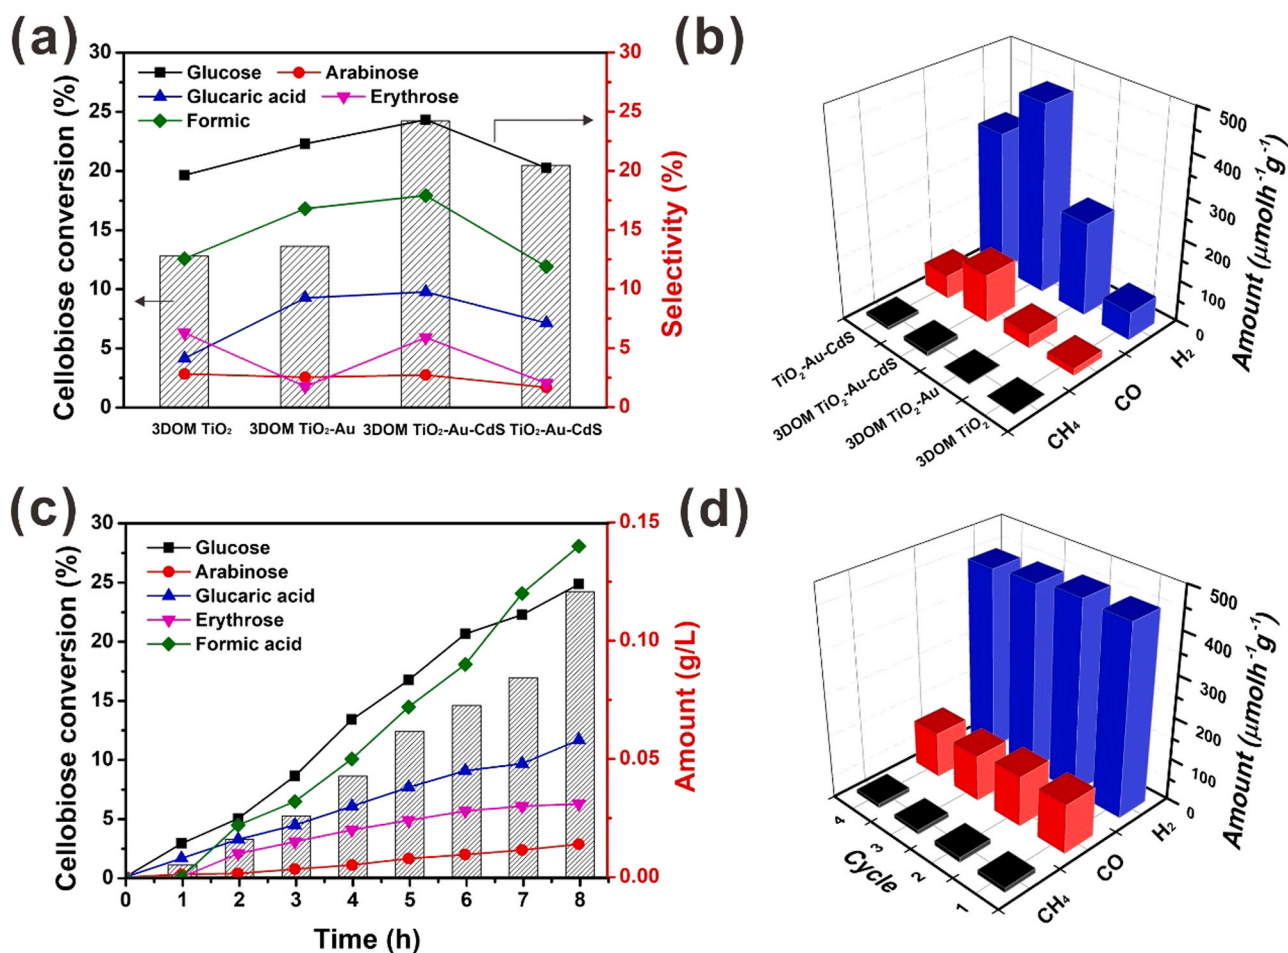 (a)
30
25
20
15
10
5
0
Cellobiose conversion (%)
Glucose
Arabinose
Glucaric acid
Erythrose
Formic
30
25
20
15
10
5
0
Selectivity (%)
3DOM TiO₂
3DOM TiO₂-Au
3DOM TiO₂-Au-CdS
TiO₂-Au-CdS
(b)
500
400
300
200
100
0
Amount (μmolh⁻¹g⁻¹)
TiO₂-Au-CdS
3DOM TiO₂-Au-CdS
3DOM TiO₂-Au
3DOM TiO₂
CH₄
CO
H₂
(c)
30
25
20
15
10
5
0
Cellobiose conversion (%)
Glucose
Arabinose
Glucaric acid
Erythrose
Formic acid
0.15
0.10
0.05
0.00
Amount (g/L)
0 1 2 3 4 5 6 7 8
Time (h)
(d)
500
400
300
200
100
0
Amount (μmolh⁻¹g⁻¹)
4
3
2
1
Cycle
CH₄
CO
H₂